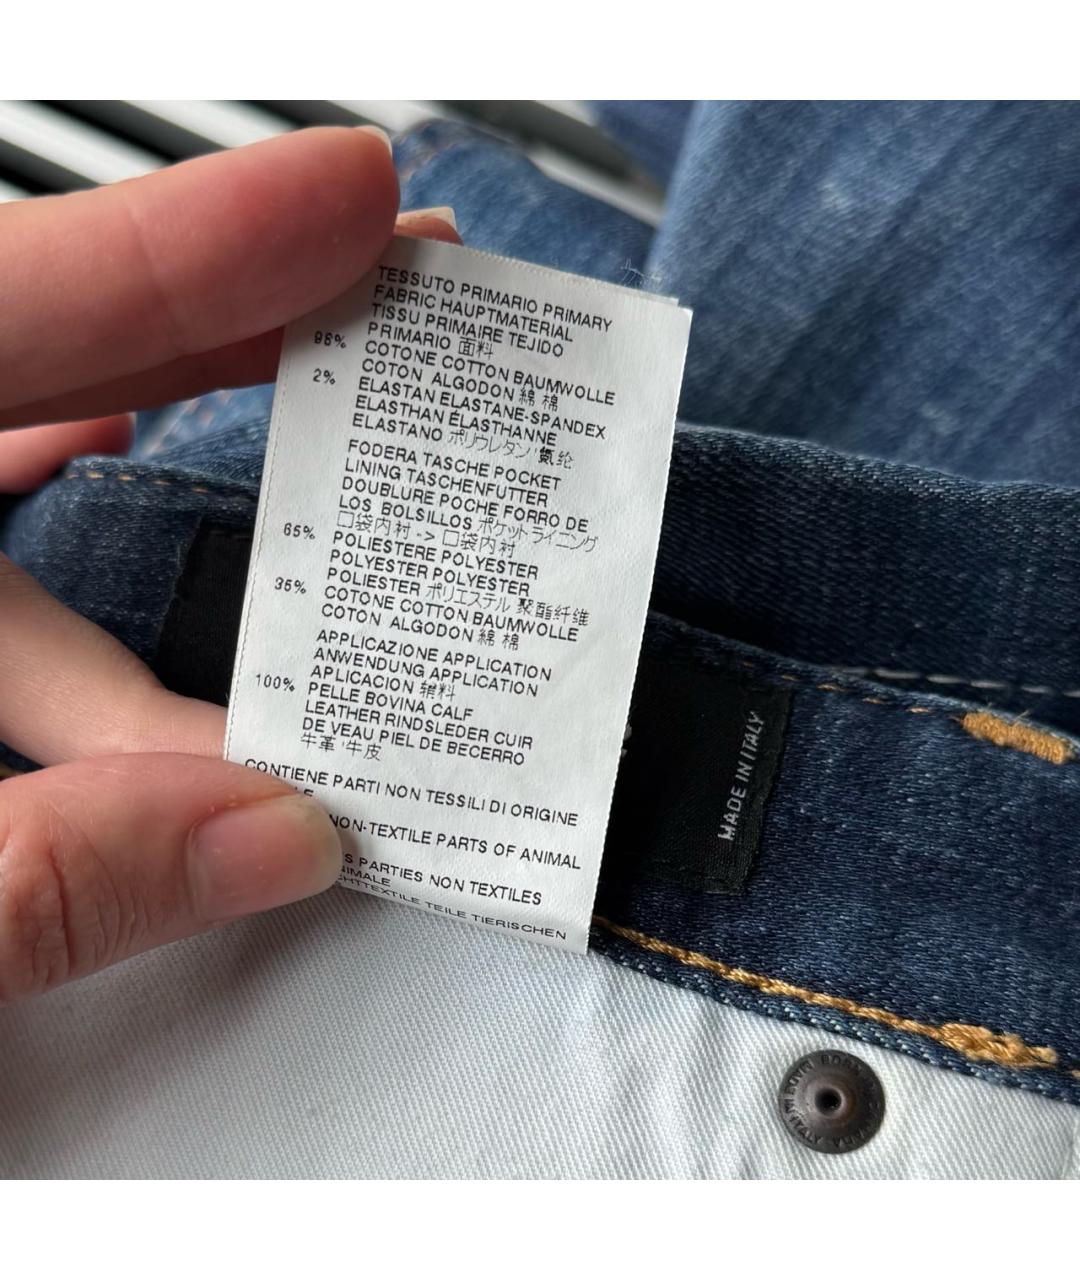 TESSUTO PRIMARIO PRIMARY
FABRIC HAUPTMATERIAL
TISSU PRIMAIRE TEJIDO
PRIMARIO 面料
98% COTONE COTTON BAUMWOLLE
COTON ALGODON 綿 棉
2% ELASTAN ELASTANE-SPANDEX
ELASTHAN ÉLASTHANNE
ELASTANO ポリウレタン 氨纶
FODERA TASCHE POCKET
LINING TASCHENFUTTER
DOUBLURE POCHE FORRO DE
LOS BOLSILLOS ポケットライニング
口袋内衬 -> 口袋内衬
65% POLIESTERE POLYESTER
POLYESTER POLYESTER
POLIESTER ポリエステル 聚酯纤维
35% COTONE COTTON BAUMWOLLE
COTON ALGODON 綿 棉
APPLICAZIONE APPLICATION
ANWENDUNG APPLICATION
APLICACION 辅料
100% PELLE BOVINA CALF
LEATHER RINDSLEDER CUIR
DE VEAU PIEL DE BECERRO
牛革 牛皮
CONTIENE PARTI NON TESSILI DI ORIGINE
NON-TEXTILE PARTS OF ANIMAL
PARTIES NON TEXTILES
TEILE TIERISCHEN
MADE IN ITALY